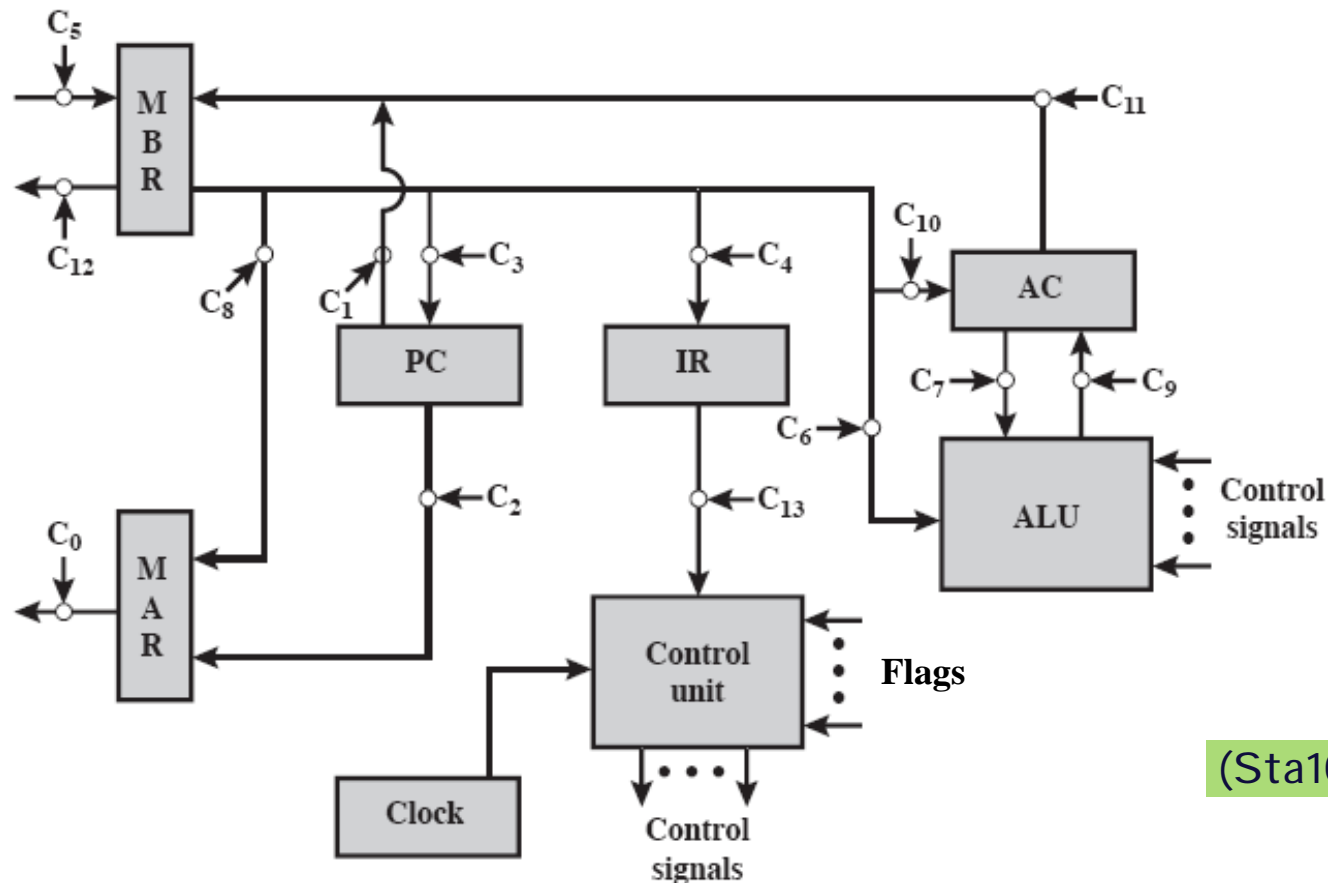 C5
M
B
R
C11
C12
C8
C1
C3
C4
C10
AC
PC
IR
C7
C9
C6
C2
C13
ALU
Control
signals
C0
M
A
R
Control
unit
Flags
Clock
Control
signals
(Sta10